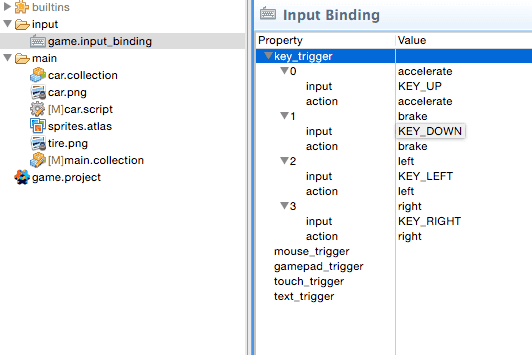 builtins
input
game.input_binding
main
car.collection
car.png
[M]car.script
sprites.atlas
tire.png
[M]main.collection
game.project
Input Binding
Property Value
key_trigger
0 accelerate
input KEY_UP
action accelerate
1 brake
input KEY_DOWN
action brake
2 left
input KEY_LEFT
action left
3 right
input KEY_RIGHT
action right
mouse_trigger
gamepad_trigger
touch_trigger
text_trigger